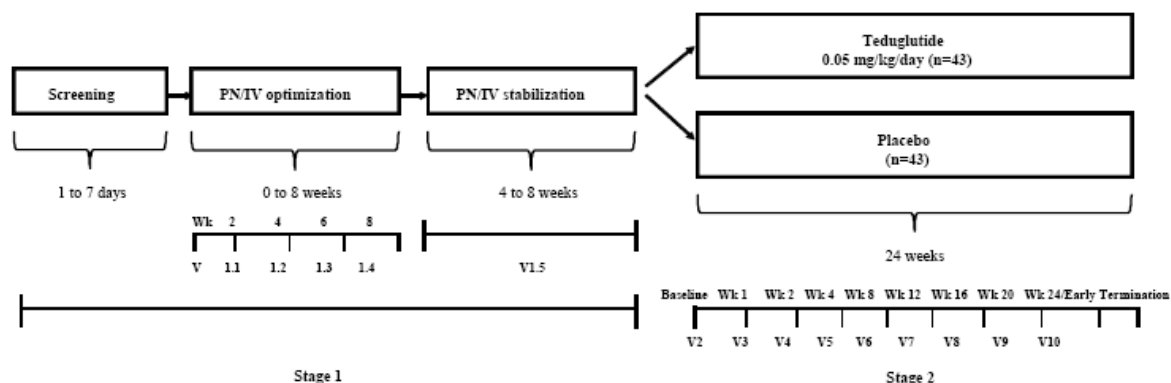 Teduglutide
0.05 mg/kg/day (n=43)
Screening
PN/IV optimization
PN/IV stabilization
Placebo
(n=43)
1 to 7 days
0 to 8 weeks
4 to 8 weeks
Wk 2 4 6 8
V 1.1 1.2 1.3 1.4
V1.5
24 weeks
Baseline Wk 1 Wk 2 Wk 4 Wk 8 Wk 12 Wk 16 Wk 20 Wk 24/Early Termination
V2 V3 V4 V5 V6 V7 V8 V9 V10
Stage 1
Stage 2